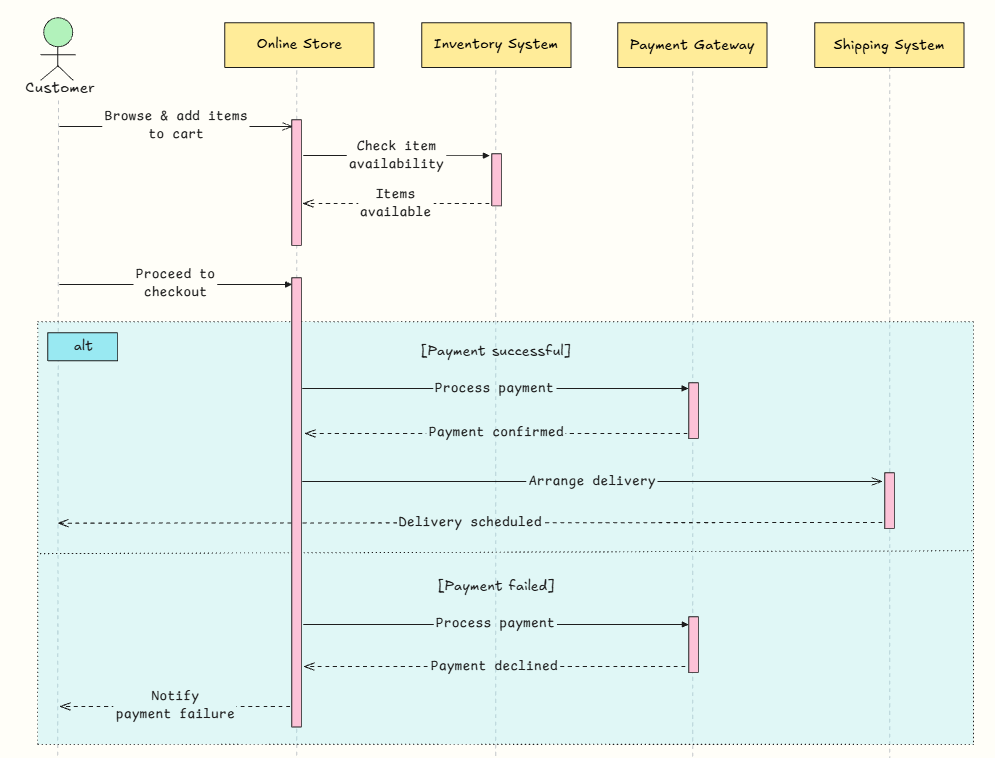 Customer
Online Store
Inventory System
Payment Gateway
Shipping System
Browse & add items
to cart
Check item
availability
Items
available
Proceed to
checkout
alt
[Payment successful]
Process payment
Payment confirmed
Arrange delivery
Delivery scheduled
[Payment failed]
Process payment
Payment declined
Notify
payment failure